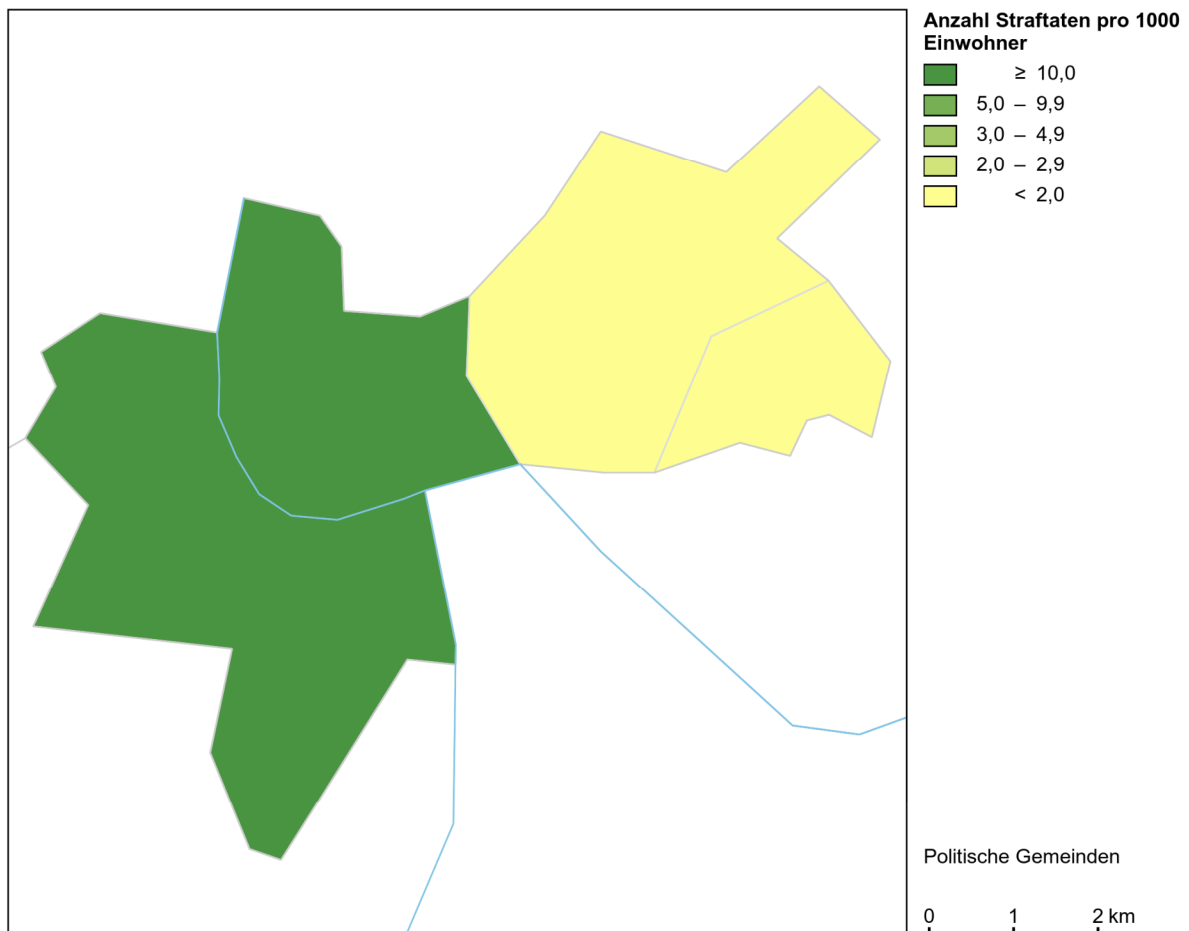 Anzahl Straftaten pro 1000
Einwohner
≥ 10,0
5,0 – 9,9
3,0 – 4,9
2,0 – 2,9
< 2,0
Politische Gemeinden
0 1 2 km